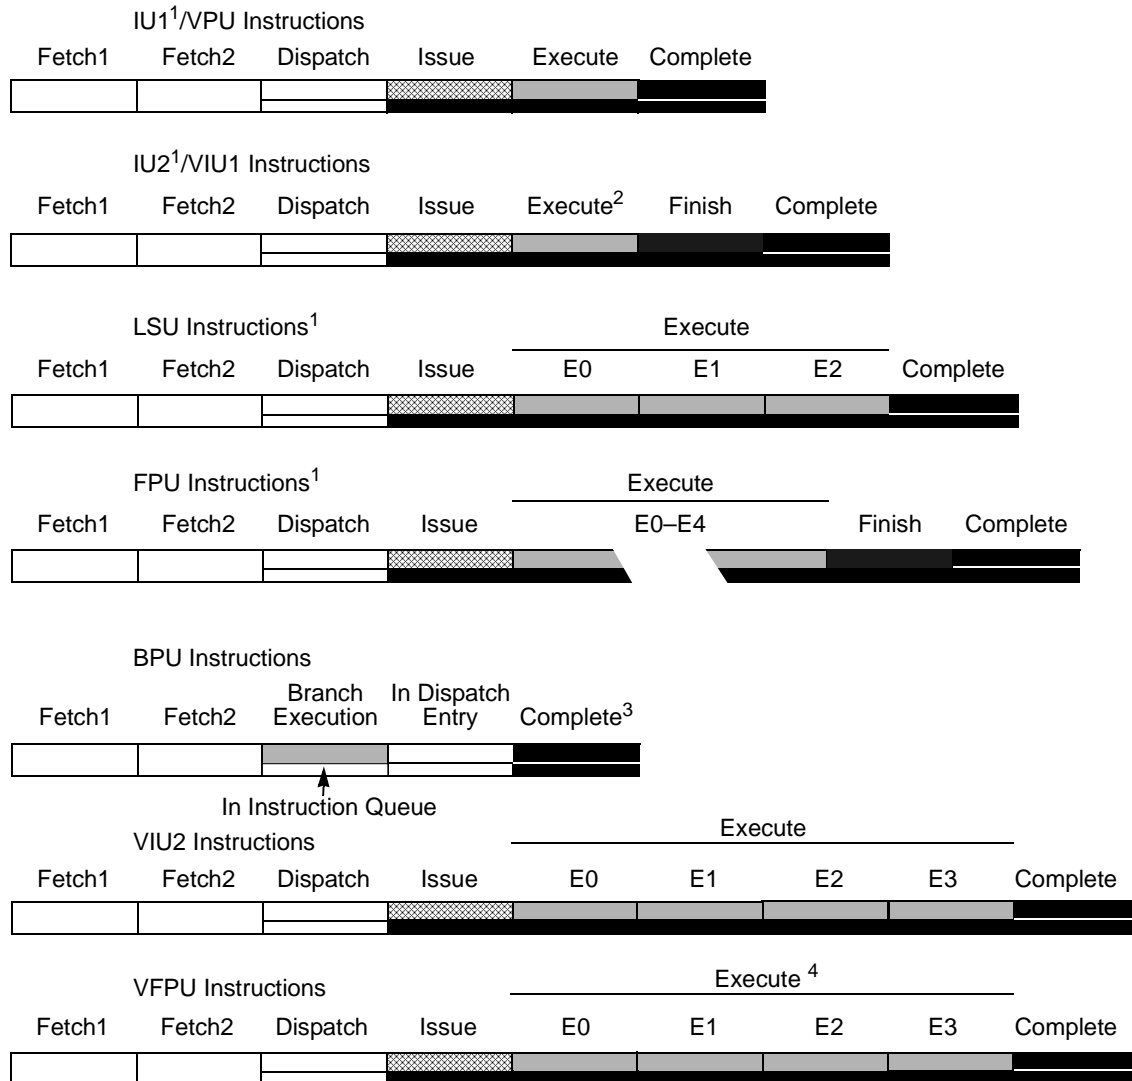 IU1¹/VPU Instructions
Fetch1 Fetch2 Dispatch Issue Execute Complete
IU2¹/VIU1 Instructions
Fetch1 Fetch2 Dispatch Issue Execute² Finish Complete
LSU Instructions¹ Execute
Fetch1 Fetch2 Dispatch Issue E0 E1 E2 Complete
FPU Instructions¹ Execute
Fetch1 Fetch2 Dispatch Issue E0–E4 Finish Complete
BPU Instructions
Branch In Dispatch
Fetch1 Fetch2 Execution Entry Complete³
In Instruction Queue
Execute
VIU2 Instructions
Fetch1 Fetch2 Dispatch Issue E0 E1 E2 E3 Complete
Execute ⁴
VFPU Instructions
Fetch1 Fetch2 Dispatch Issue E0 E1 E2 E3 Complete